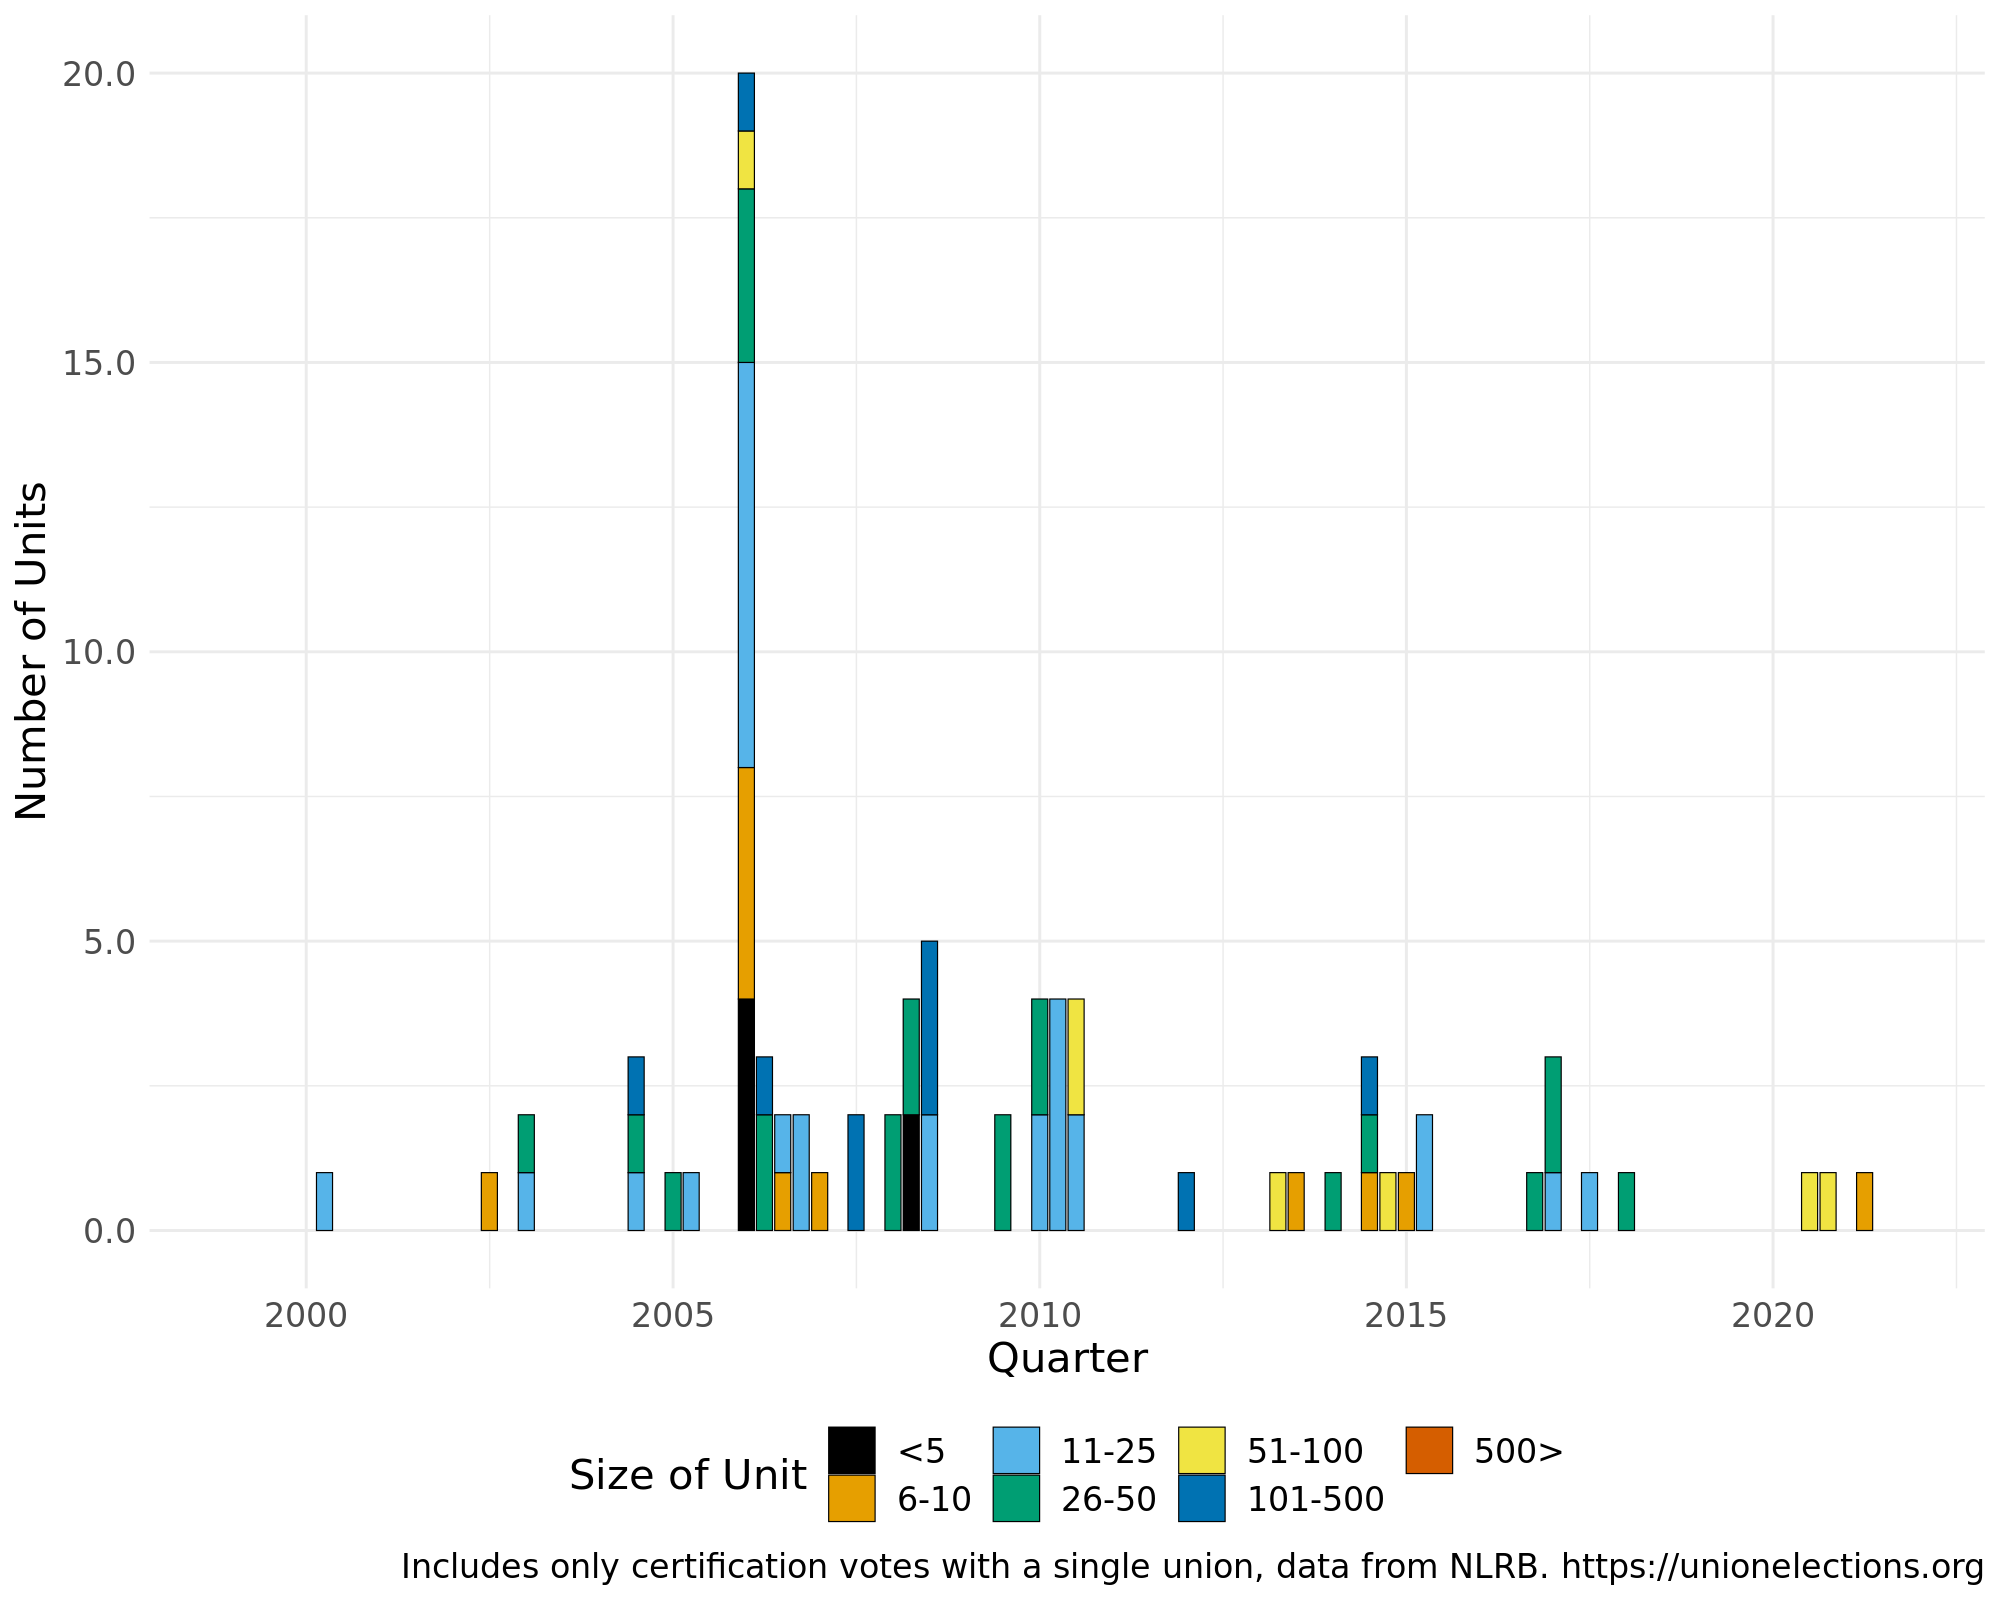 20.0
15.0
10.0
5.0
0.0
Number of Units
2000 2005 2010 2015 2020
Quarter
Size of Unit
<5 11-25 51-100 500>
6-10 26-50 101-500
Includes only certification votes with a single union, data from NLRB. https://unionelections.org